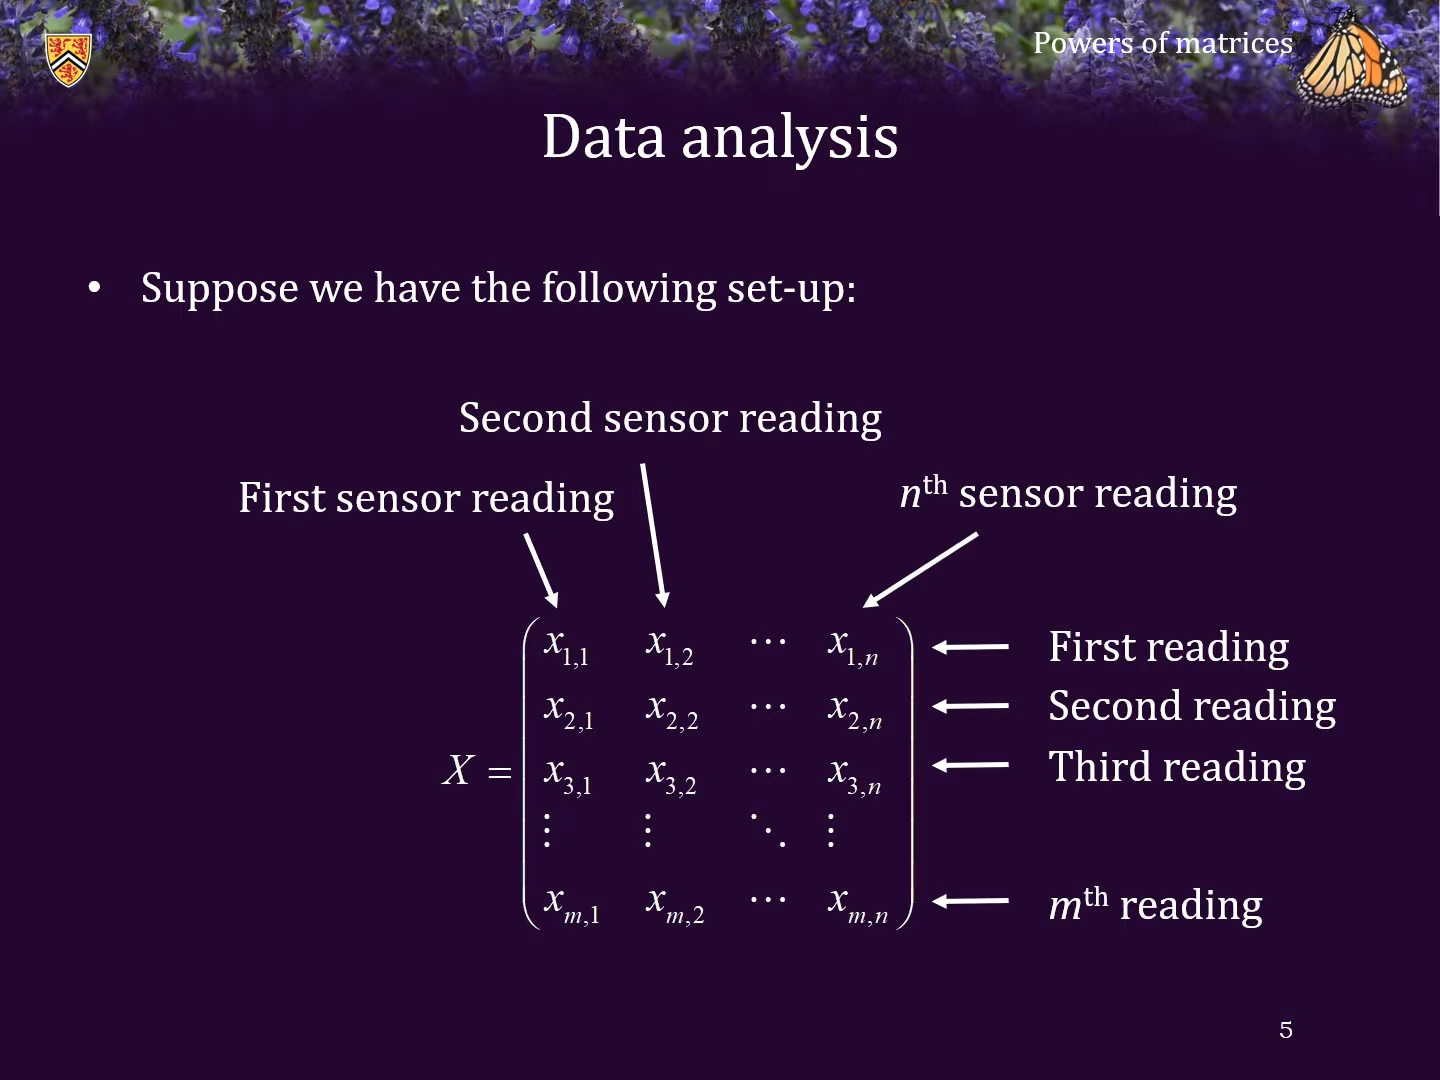 Powers of matrices
Data analysis
• Suppose we have the following set-up:
Second sensor reading
First sensor reading
nᵗʰ sensor reading
X = ( x₁,₁ x₁,₂ ⋯ x₁,ₙ ) First reading
x₂,₁ x₂,₂ ⋯ x₂,ₙ Second reading
x₃,₁ x₃,₂ ⋯ x₃,ₙ Third reading
⋮ ⋮ ⋱ ⋮
xₘ,₁ xₘ,₂ ⋯ xₘ,ₙ mᵗʰ reading
5